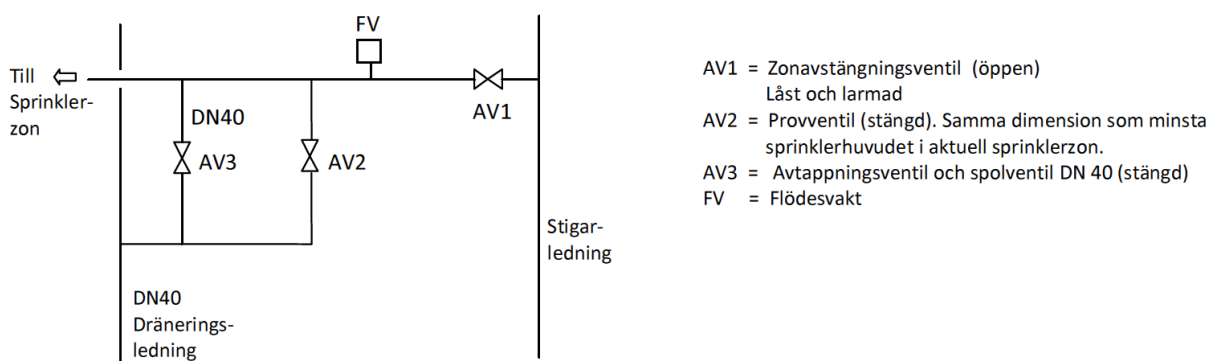 FV
Till
Sprinkler-
zon
AV1
DN40
AV3
AV2
Stigar-
ledning
DN40
Dränerings-
ledning
AV1 = Zonavstängningsventil (öppen)
Låst och larmad
AV2 = Provventil (stängd). Samma dimension som minsta
sprinklerhuvudet i aktuell sprinklerzon.
AV3 = Avtappningsventil och spolventil DN 40 (stängd)
FV = Flödesvakt